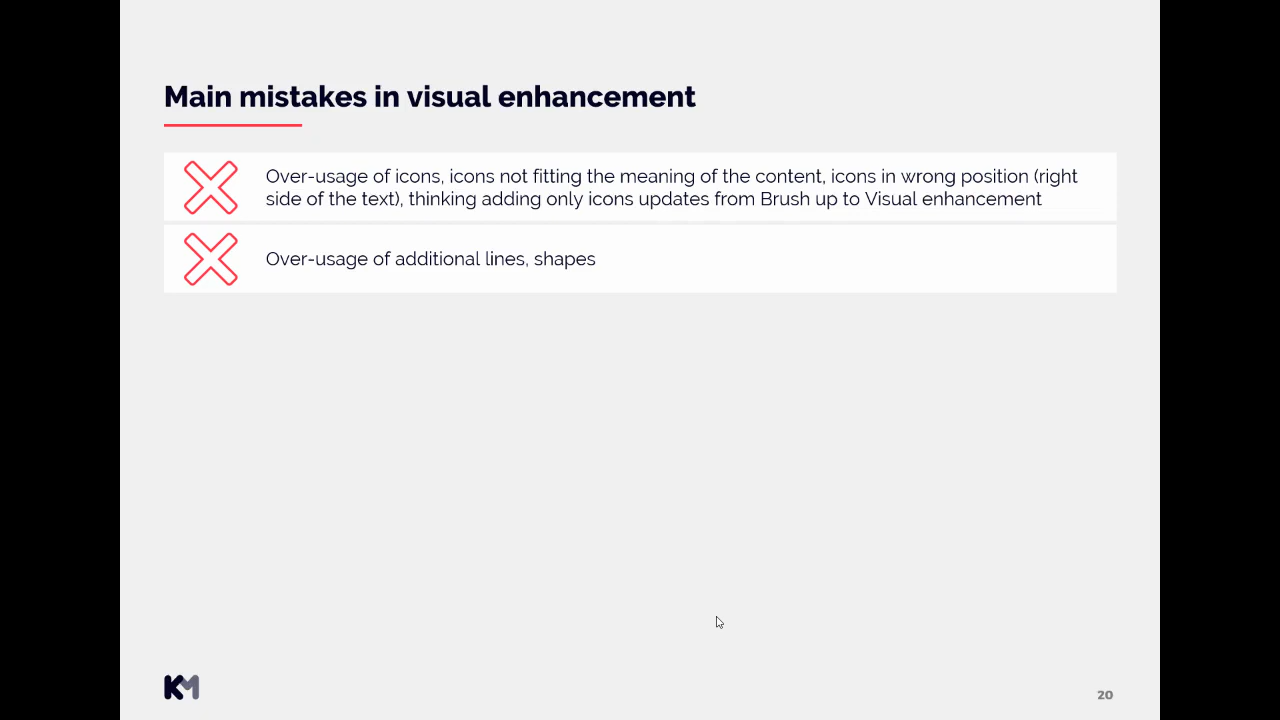 Main mistakes in visual enhancement
Over-usage of icons, icons not fitting the meaning of the content, icons in wrong position (right
side of the text), thinking adding only icons updates from Brush up to Visual enhancement
Over-usage of additional lines, shapes
KM
20